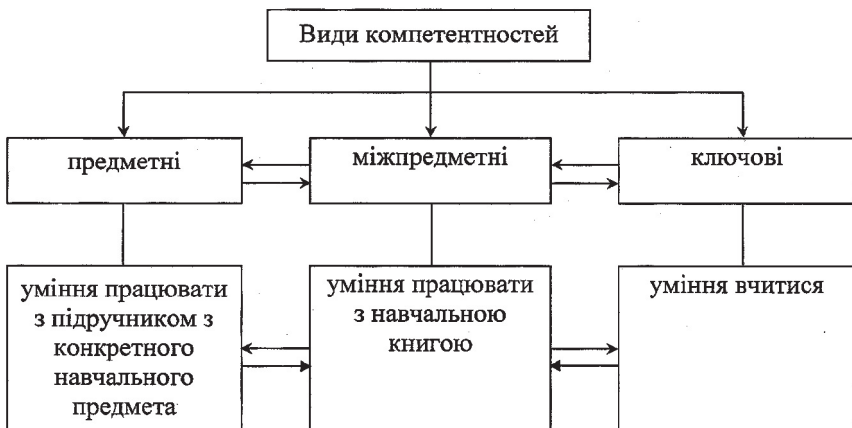 Види компетентностей
предметні
міжпредметні
ключові
уміння працювати
з підручником з
конкретного
навчального
предмета
уміння працювати
з навчальною
книгою
уміння вчитися